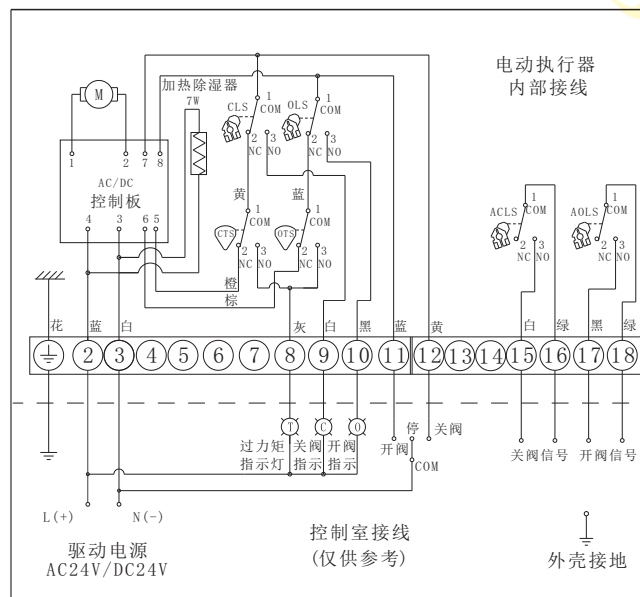 电动执行器
内部接线
加热除湿器
7W
M
1 2 7 8
AC/DC
控制板
4 3 6 5
CLS
1
COM
2
NC
3
NO
OLS
1
COM
2
NC
3
NO
黄 蓝
CTS
1
COM
2
NC
3
NO
OTS
1
COM
2
NC
3
NO
橙
棕
ACLS
1
COM
2
NC
3
NO
AOLS
1
COM
2
NC
3
NO
花 蓝 白 灰 白 黑 蓝 黄 白 绿 黑 绿
2 3 4 5 6 7 8 9 10 11 12 13 14 15 16 17 18
T C O
过力矩 关阀 开阀
指示灯 指示 指示
停
开阀
关阀
COM
关阀信号 开阀信号
L(+) N(-)
驱动电源
AC24V/DC24V
控制室接线
(仅供参考)
外壳接地